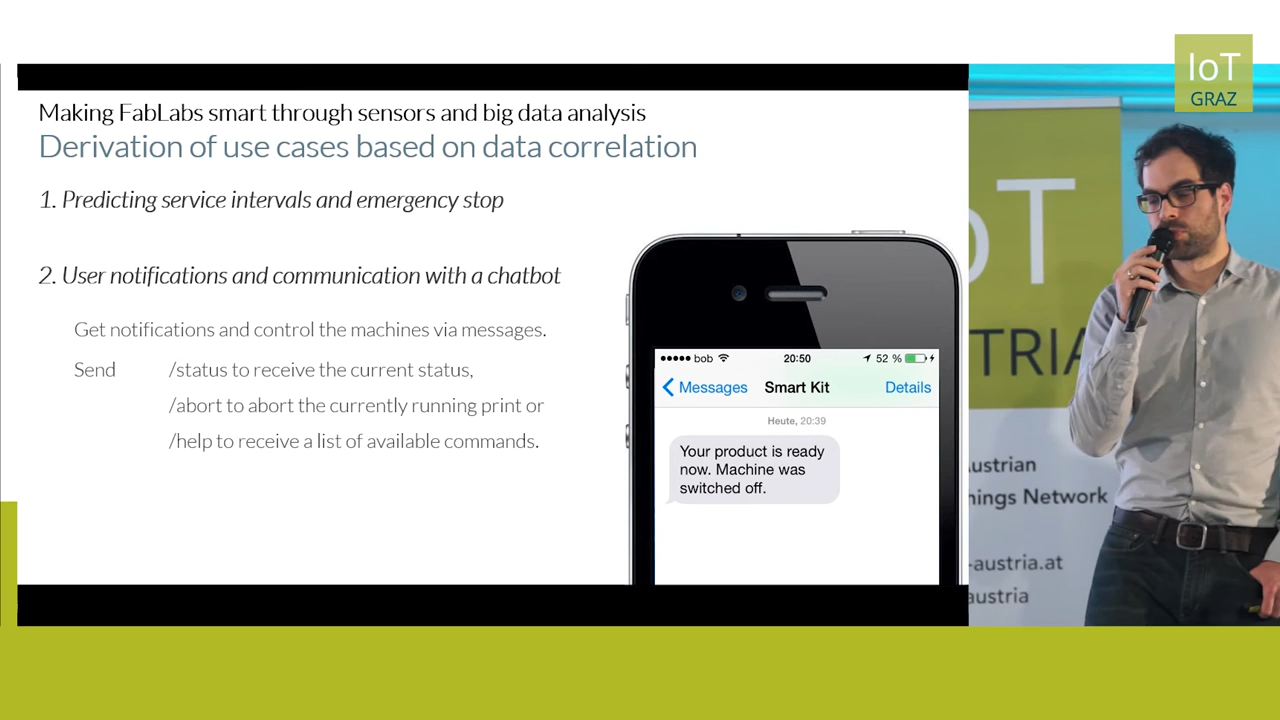 IoT
GRAZ
Making FabLabs smart through sensors and big data analysis
Derivation of use cases based on data correlation
1. Predicting service intervals and emergency stop
2. User notifications and communication with a chatbot
Get notifications and control the machines via messages.
Send /status to receive the current status,
/abort to abort the currently running print or
/help to receive a list of available commands.
bob 20:50 52 %
Messages Smart Kit Details
Heute, 20:39
Your product is ready
now. Machine was
switched off.
oT
TRIA
ustrian
hings Network
-austria.at
austria